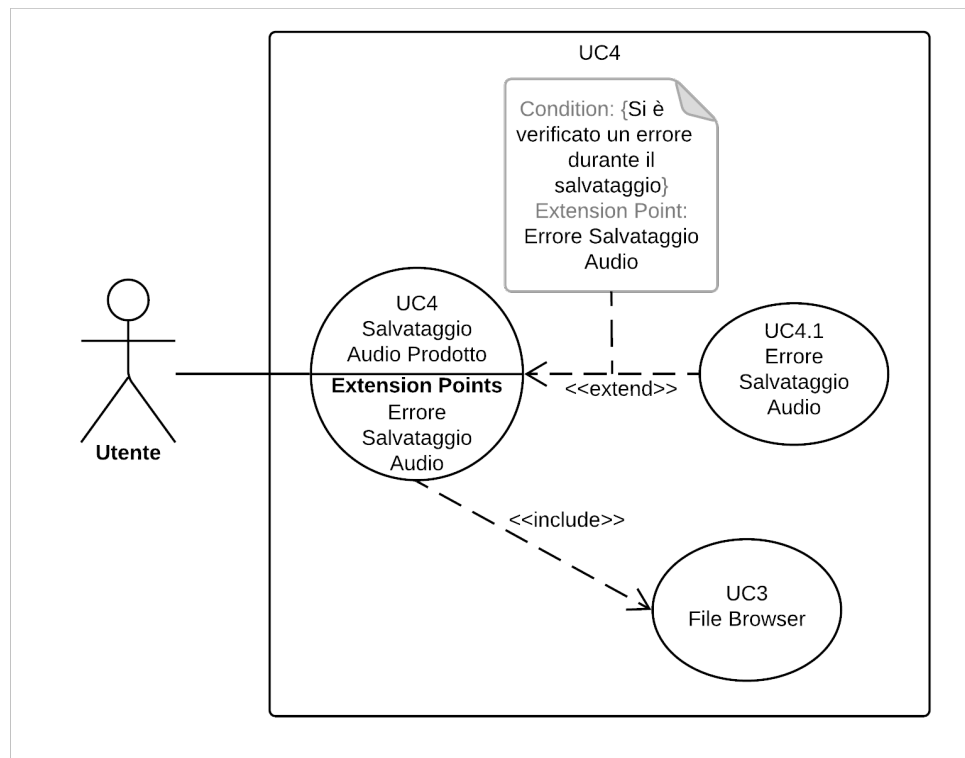 UC4
Condition: {Si è
verificato un errore
durante il
salvataggio}
Extension Point:
Errore Salvataggio
Audio
UC4
Salvataggio
Audio Prodotto
Extension Points
Errore
Salvataggio
Audio
<<extend>>
UC4.1
Errore
Salvataggio
Audio
Utente
<<include>>
UC3
File Browser